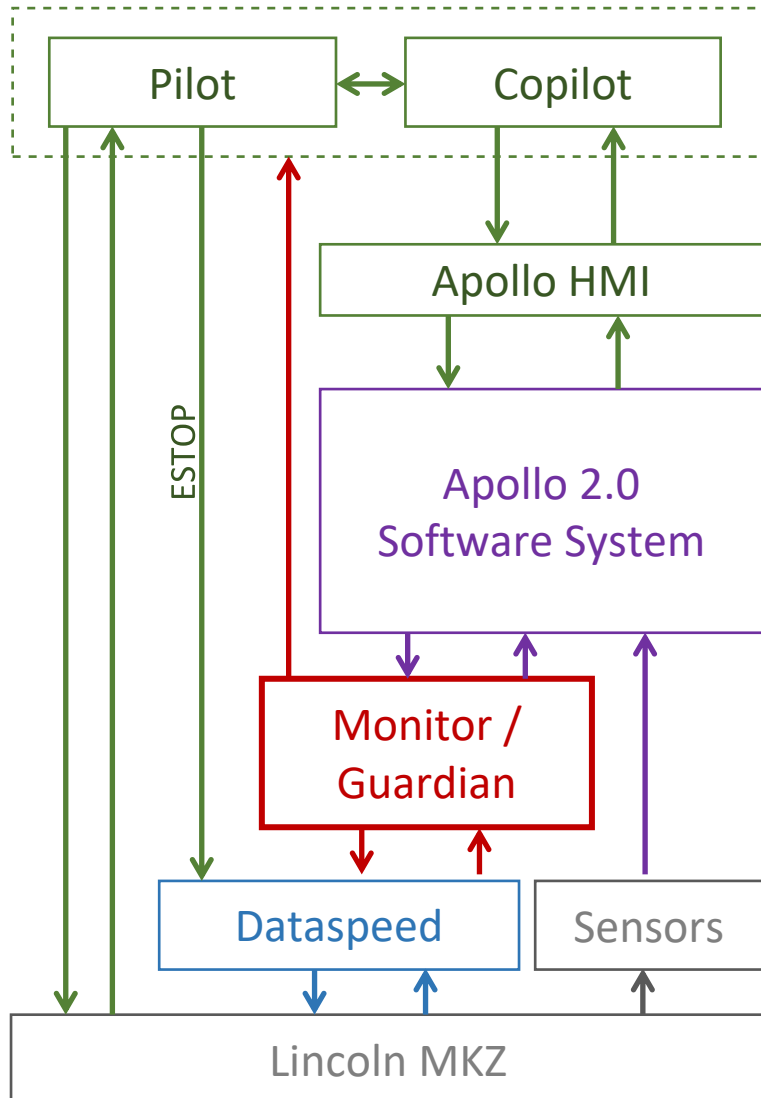 Pilot
Copilot
Apollo HMI
ESTOP
Apollo 2.0
Software System
Monitor /
Guardian
Dataspeed
Sensors
Lincoln MKZ